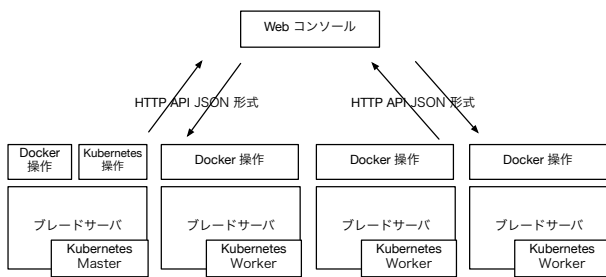 Web コンソール
HTTP API JSON 形式
HTTP API JSON 形式
Docker
操作
Kubernetes
操作
Docker 操作
Docker 操作
Docker 操作
ブレードサーバ
ブレードサーバ
ブレードサーバ
ブレードサーバ
Kubernetes
Master
Kubernetes
Worker
Kubernetes
Worker
Kubernetes
Worker